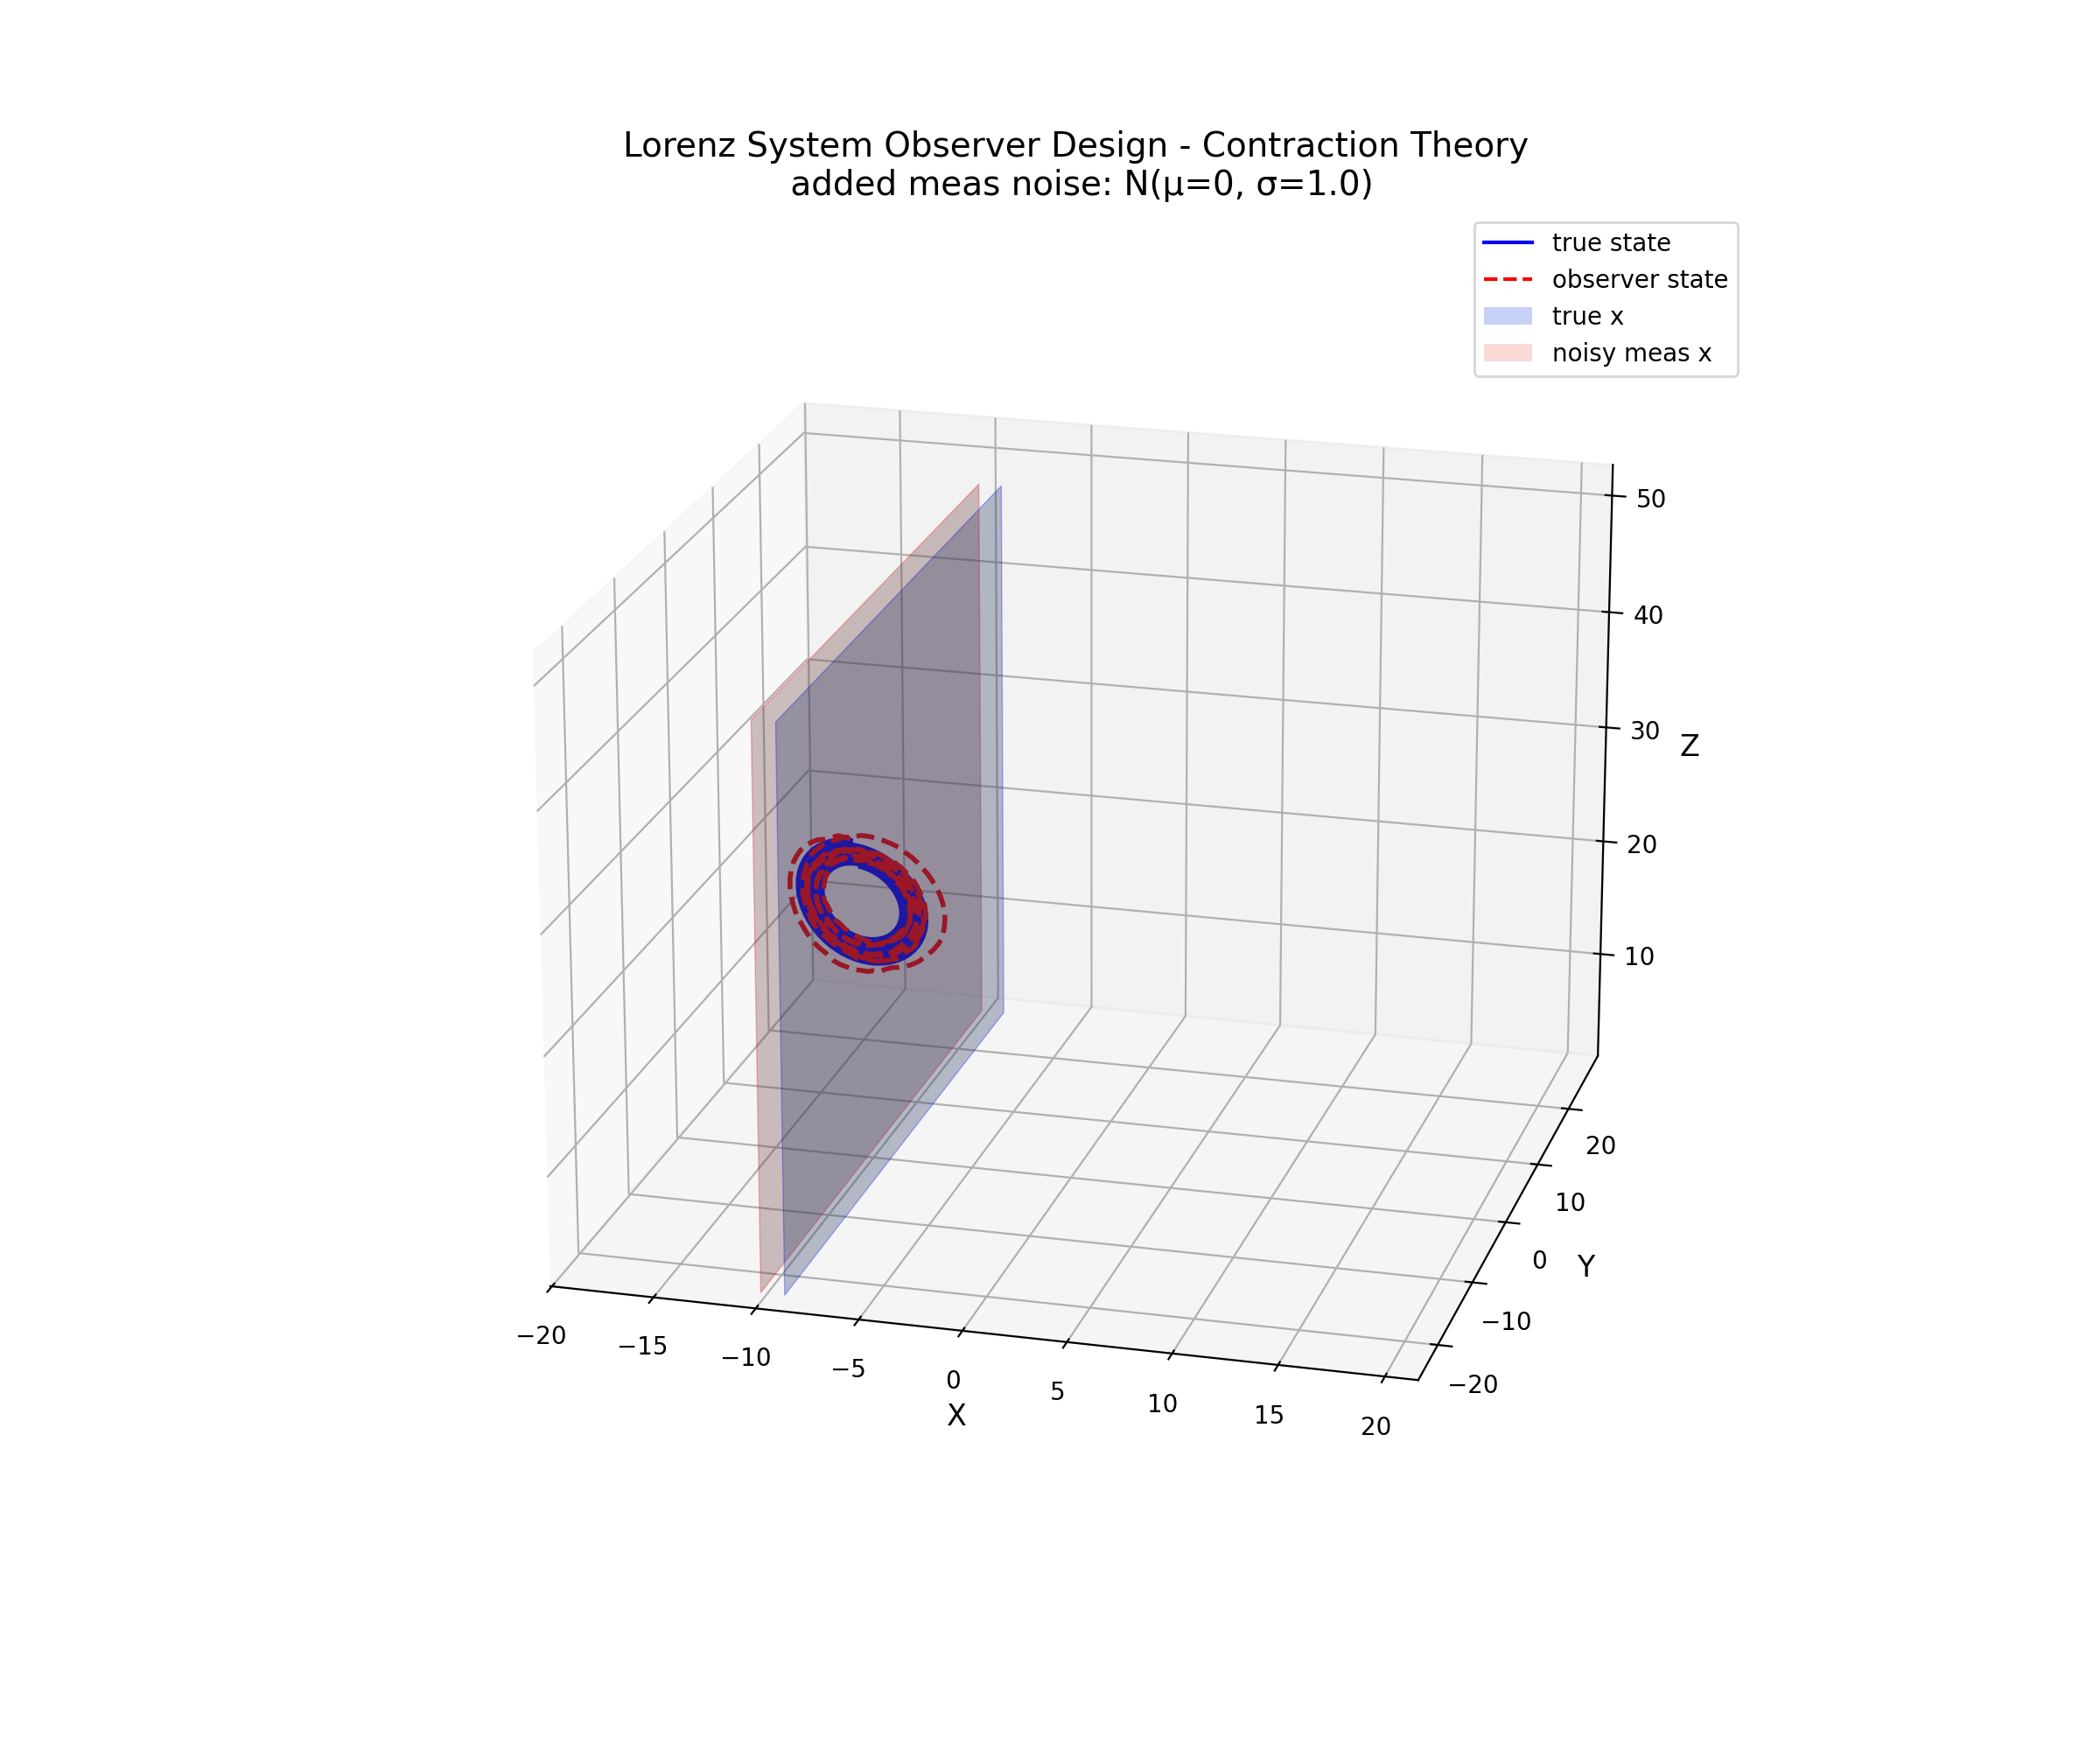 Lorenz System Observer Design - Contraction Theory
added meas noise: N(μ=0, σ=1.0)
true state
observer state
true x
noisy meas x
50
40
30
Z
20
10
20
10
0
Y
−10
−20
−20
−15
−10
−5
0
5
10
15
20
X